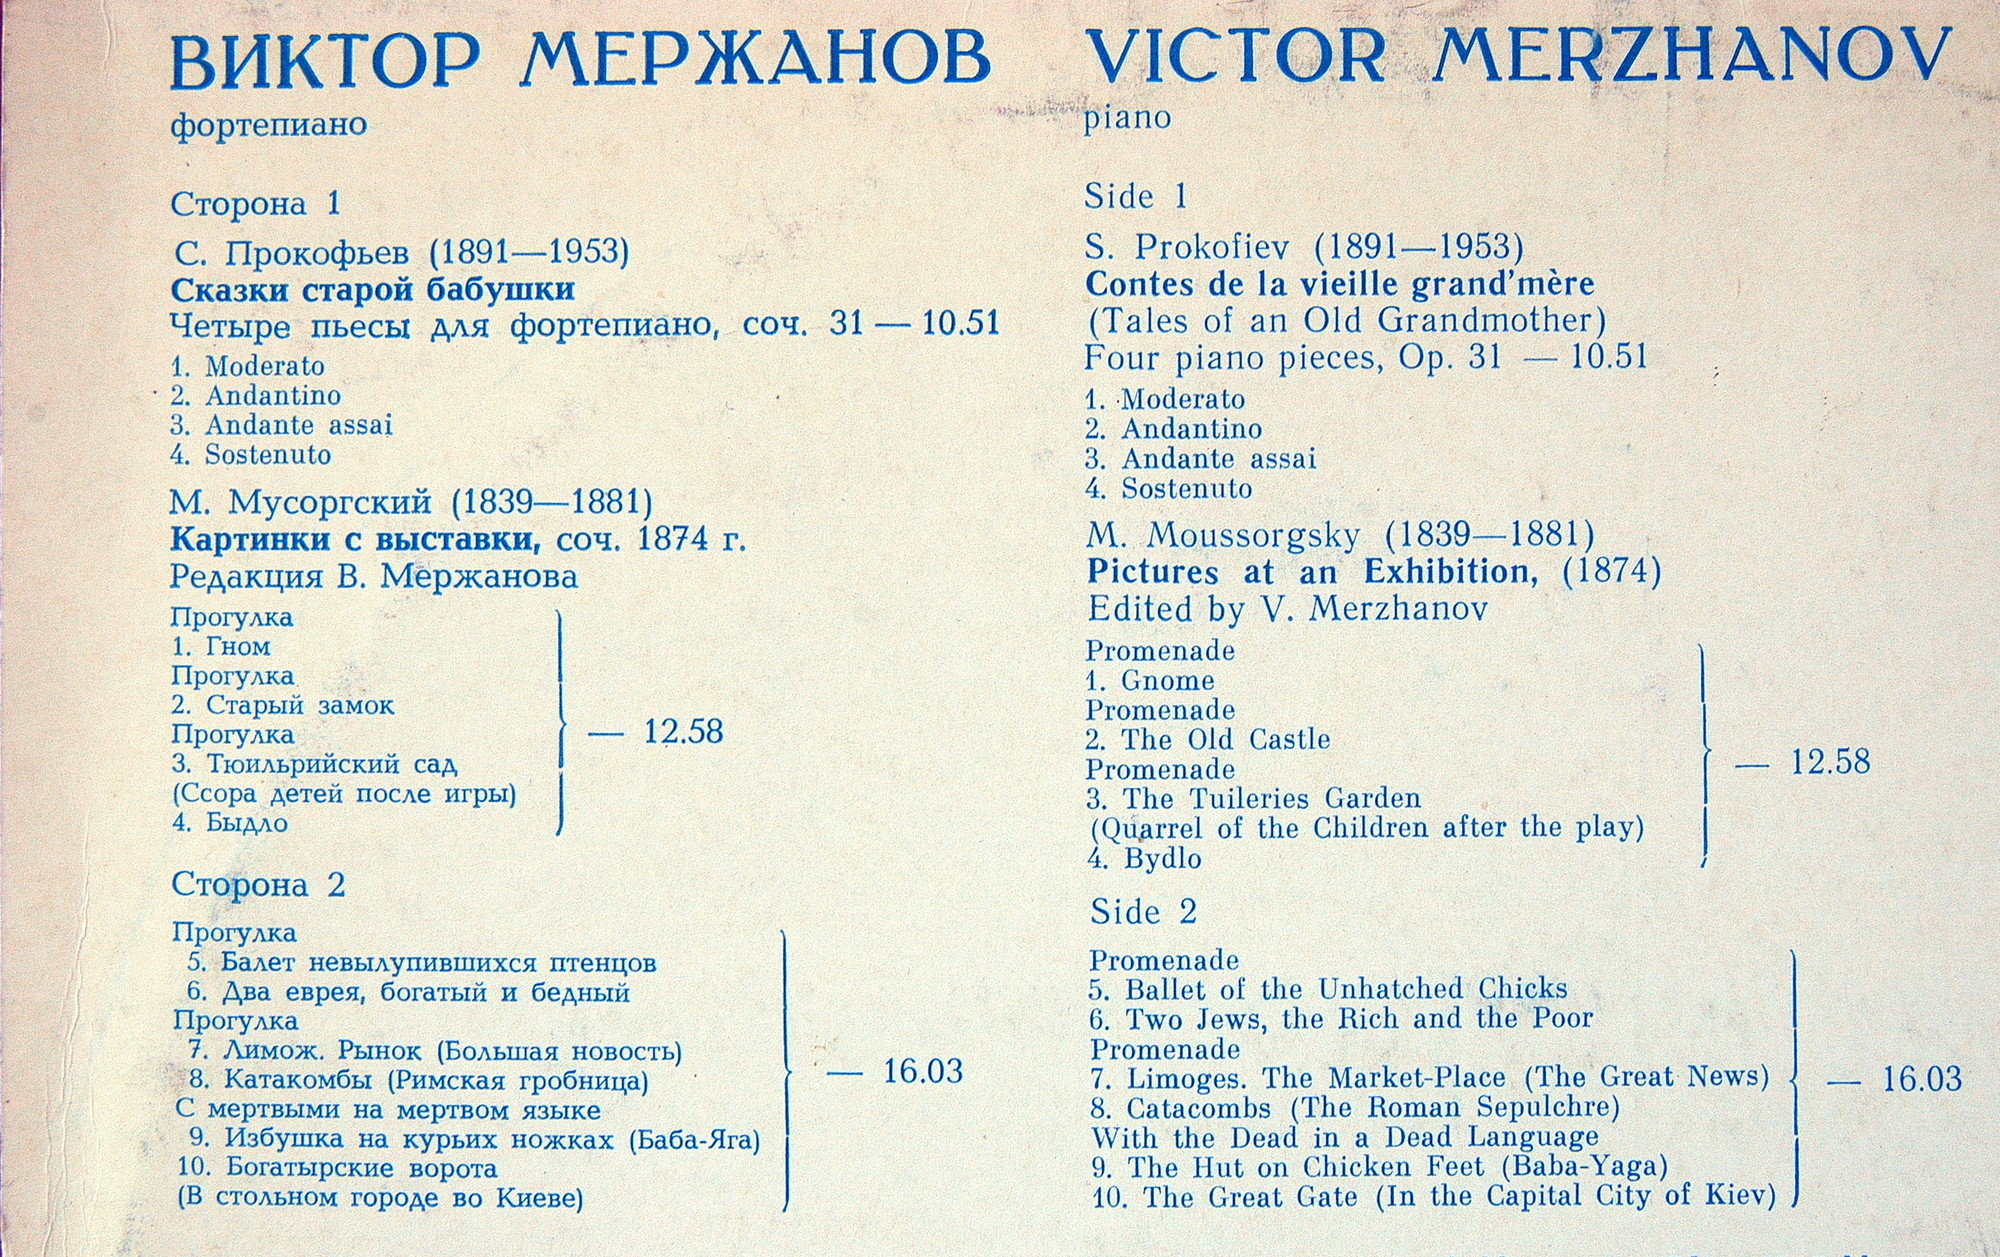 ВИКТОР МЕРЖАНОВ
фортепиано
Сторона 1
С. Прокофьев (1891—1953)
Сказки старой бабушки
Четыре пьесы для фортепиано, соч. 31 — 10.51
1. Moderato
2. Andantino
3. Andante assai
4. Sostenuto
М. Мусоргский (1839—1881)
Картинки с выставки, соч. 1874 г.
Редакция В. Мержанова
Прогулка
1. Гном
Прогулка
2. Старый замок
Прогулка
3. Тюильрийский сад
(Ссора детей после игры)
4. Быдло
— 12.58
Сторона 2
Прогулка
5. Балет невылупившихся птенцов
6. Два еврея, богатый и бедный
Прогулка
7. Лимож. Рынок (Большая новость)
8. Катакомбы (Римская гробница)
С мертвыми на мертвом языке
9. Избушка на курьих ножках (Баба-Яга)
10. Богатырские ворота
(В стольном городе во Киеве)
— 16.03
VICTOR MERZHANOV
piano
Side 1
S. Prokofiev (1891—1953)
Contes de la vieille grand'mère
(Tales of an Old Grandmother)
Four piano pieces, Op. 31 — 10.51
1. Moderato
2. Andantino
3. Andante assai
4. Sostenuto
M. Moussorgsky (1839—1881)
Pictures at an Exhibition, (1874)
Edited by V. Merzhanov
Promenade
1. Gnome
Promenade
2. The Old Castle
Promenade
3. The Tuileries Garden
(Quarrel of the Children after the play)
4. Bydlo
— 12.58
Side 2
Promenade
5. Ballet of the Unhatched Chicks
6. Two Jews, the Rich and the Poor
Promenade
7. Limoges. The Market-Place (The Great News)
8. Catacombs (The Roman Sepulchre)
With the Dead in a Dead Language
9. The Hut on Chicken Feet (Baba-Yaga)
10. The Great Gate (In the Capital City of Kiev)
— 16.03